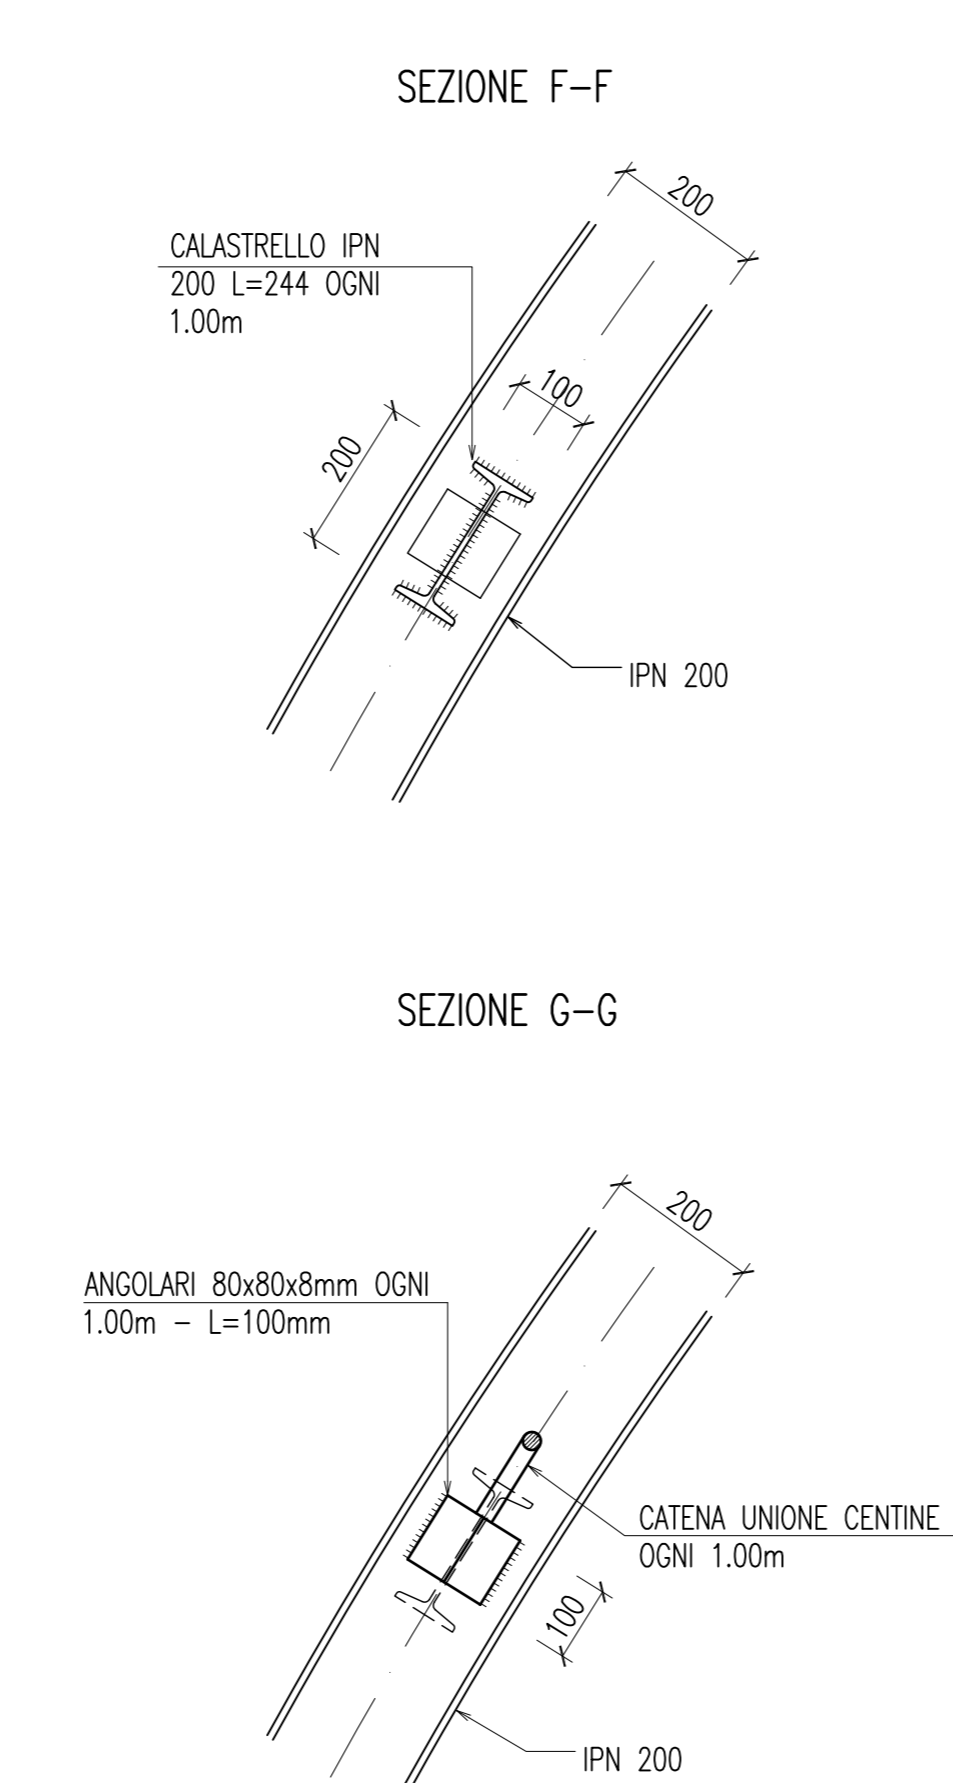 SEZIONE F-F
200
CALASTRELLO IPN
200 L=244 OGNI
1.00m
100
200
IPN 200
SEZIONE G-G
200
ANGOLARI 80x80x8mm OGNI
1.00m - L=100mm
CATENA UNIONE CENTINE
OGNI 1.00m
100
IPN 200